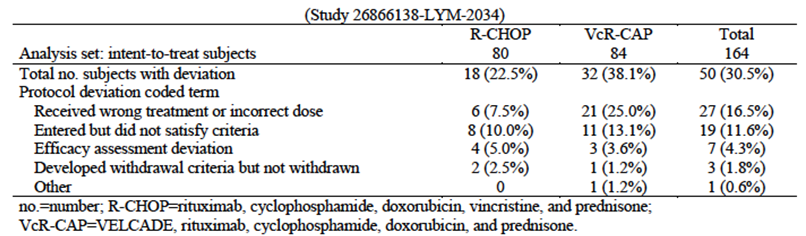 (Study 26866138-LYM-2034)
R-CHOP VcR-CAP Total
Analysis set: intent-to-treat subjects 80 84 164
Total no. subjects with deviation 18 (22.5%) 32 (38.1%) 50 (30.5%)
Protocol deviation coded term
Received wrong treatment or incorrect dose 6 (7.5%) 21 (25.0%) 27 (16.5%)
Entered but did not satisfy criteria 8 (10.0%) 11 (13.1%) 19 (11.6%)
Efficacy assessment deviation 4 (5.0%) 3 (3.6%) 7 (4.3%)
Developed withdrawal criteria but not withdrawn 2 (2.5%) 1 (1.2%) 3 (1.8%)
Other 0 1 (1.2%) 1 (0.6%)
no.=number; R-CHOP=rituximab, cyclophosphamide, doxorubicin, vincristine, and prednisone;
VcR-CAP=VELCADE, rituximab, cyclophosphamide, doxorubicin, and prednisone.